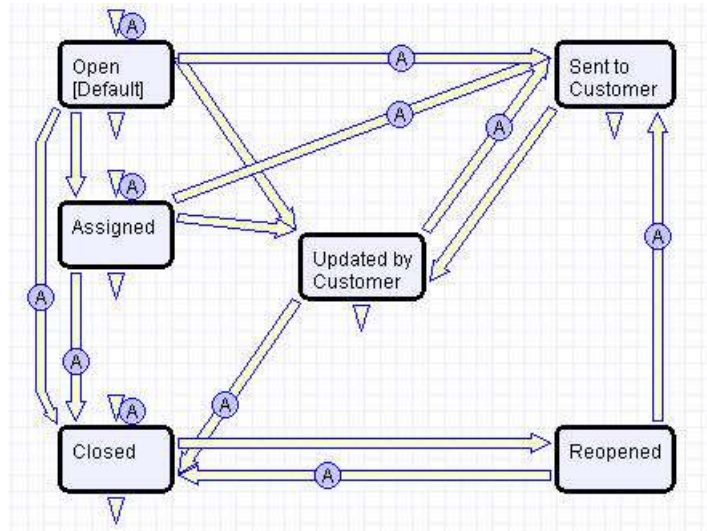 A
Open
[Default]
A
Sent to
Customer
A
A
A
Assigned
A
Updated by
Customer
A
A
A
A
A
Closed
Reopened
A